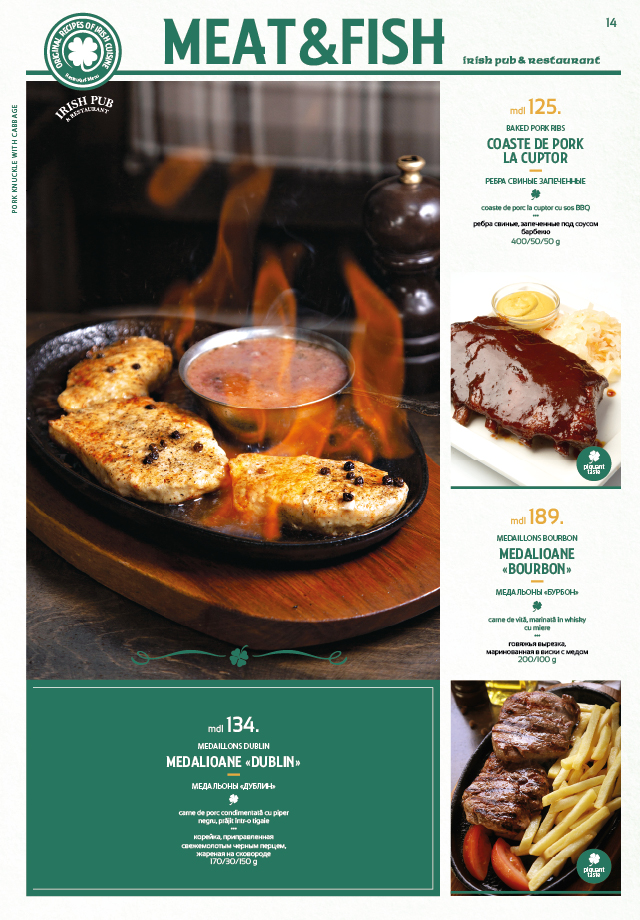 ORIGINAL RECIPES OF IRISH CUISINE
Restaurant Menu
MEAT&FISH
irish pub & restaurant
14
IRISH PUB
& RESTAURANT
PORK KNUCKLE WITH CABBAGE
mdl 125.
BAKED PORK RIBS
COASTE DE PORK
LA CUPTOR
РЕБРА СВИНЫЕ ЗАПЕЧЕННЫЕ
coaste de porc la cuptor cu sos BBQ
ребра свиные, запеченные под соусом
барбекю
400/50/50 g
piquant
taste
mdl 189.
MEDAILLONS BOURBON
MEDALIOANE
«BOURBON»
МЕДАЛЬОНЫ «БУРБОН»
carne de vită, marinată în whisky
cu miere
говяжья вырезка,
маринованная в виски с медом
200/100 g
piquant
taste
mdl 134.
MEDAILLONS DUBLIN
MEDALIOANE «DUBLIN»
МЕДАЛЬОНЫ «ДУБЛИН»
carne de porc condimentată cu piper
negru, prăjit într-o tigaie
корейка, приправленная
свежемолотым черным перцем,
жареная на сковороде
170/30/150 g